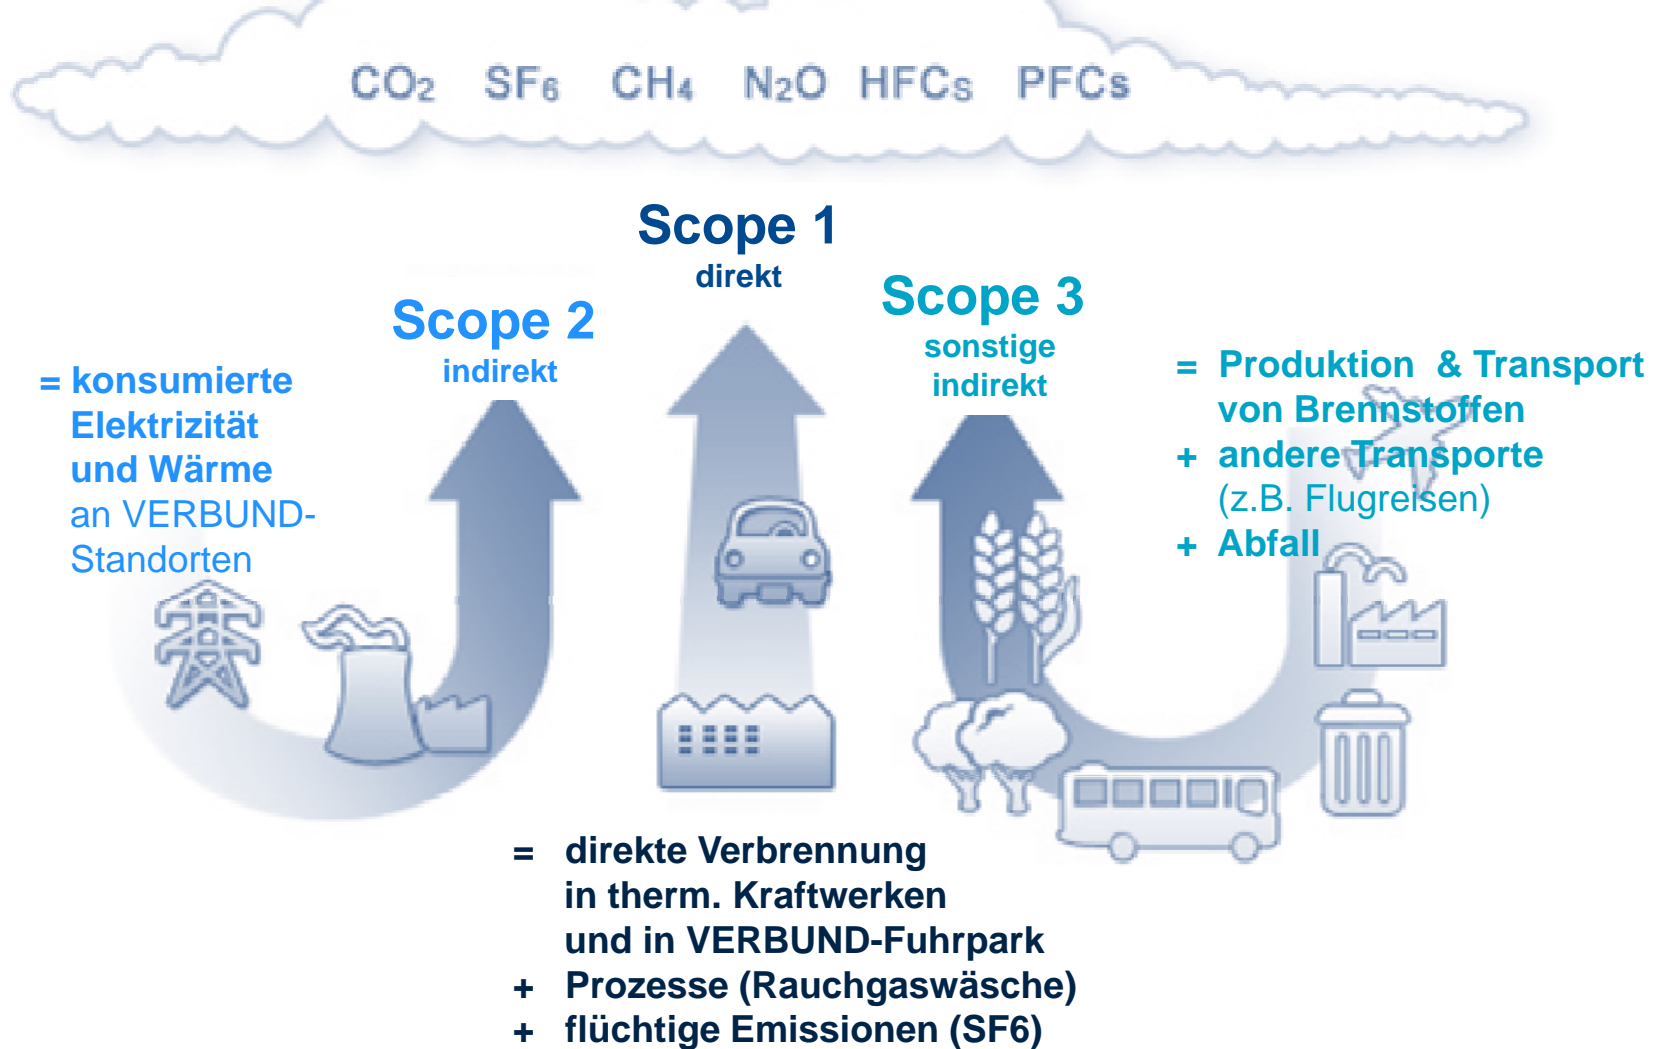 CO2 SF6 CH4 N2O HFCs PFCs
Scope 1
direkt
Scope 2
indirekt
= konsumierte
Elektrizität
und Wärme
an VERBUND-
Standorten
Scope 3
sonstige
indirekt
= Produktion & Transport
von Brennstoffen
+ andere Transporte
(z.B. Flugreisen)
+ Abfall
= direkte Verbrennung
in therm. Kraftwerken
und in VERBUND-Fuhrpark
+ Prozesse (Rauchgaswäsche)
+ flüchtige Emissionen (SF6)